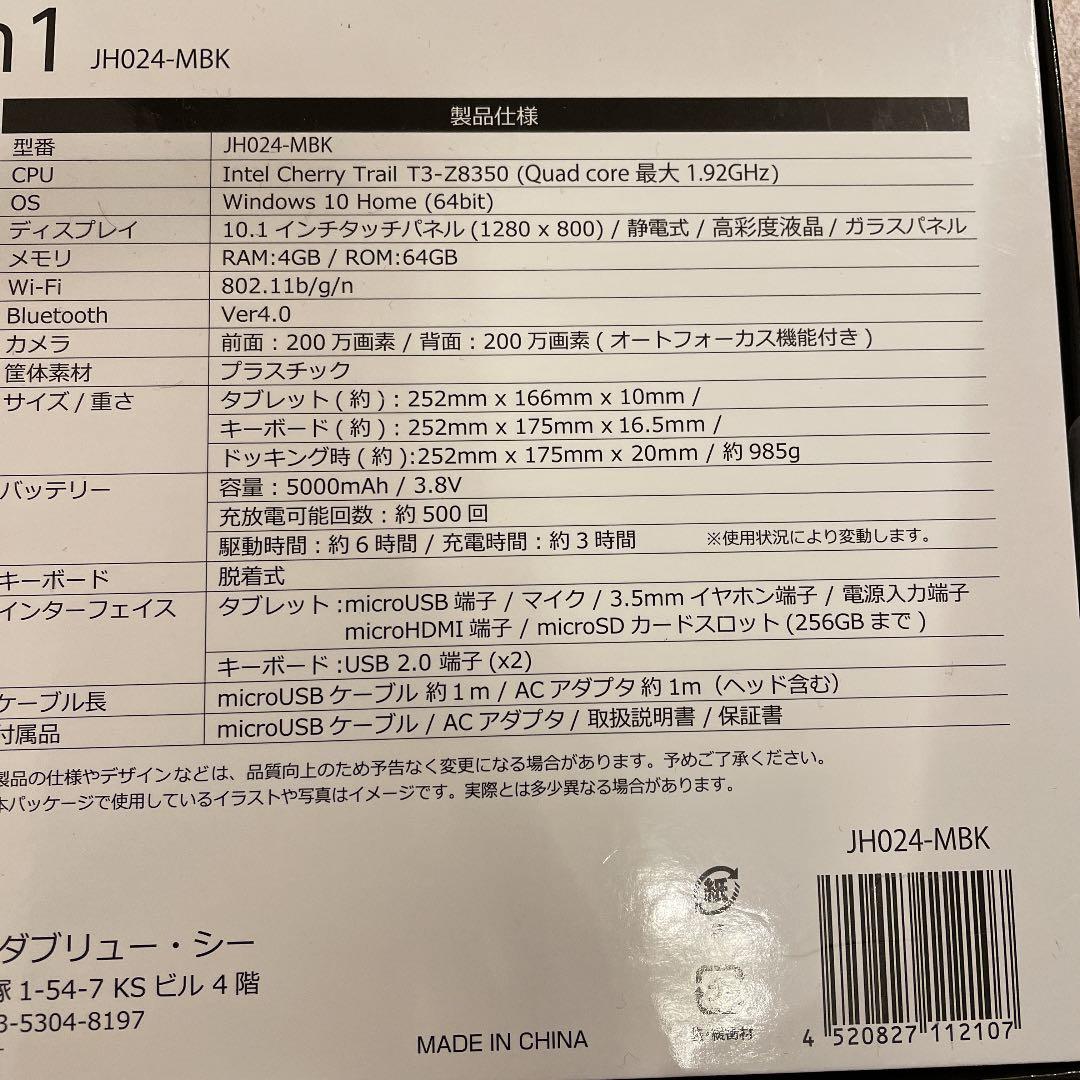 n1 JH024-MBK
製品仕様
型番 JH024-MBK
CPU Intel Cherry Trail T3-Z8350 (Quad core 最大 1.92GHz)
OS Windows 10 Home (64bit)
ディスプレイ 10.1 インチタッチパネル (1280 x 800) / 静電式 / 高彩度液晶 / ガラスパネル
メモリ RAM:4GB / ROM:64GB
Wi-Fi 802.11b/g/n
Bluetooth Ver4.0
カメラ 前面 : 200 万画素 / 背面 : 200 万画素 ( オートフォーカス機能付き )
筐体素材 プラスチック
サイズ / 重さ タブレット ( 約 ) : 252mm x 166mm x 10mm /
キーボード ( 約 ) : 252mm x 175mm x 16.5mm /
ドッキング時 ( 約 ):252mm x 175mm x 20mm / 約 985g
バッテリー 容量 : 5000mAh / 3.8V
充放電可能回数 : 約 500 回
駆動時間 : 約 6 時間 / 充電時間 : 約 3 時間 ※使用状況により変動します。
キーボード 脱着式
インターフェイス タブレット :microUSB 端子 / マイク / 3.5mm イヤホン端子 / 電源入力端子
microHDMI 端子 / microSD カードスロット (256GB まで )
キーボード :USB 2.0 端子 (x2)
ケーブル長 microUSB ケーブル 約 1 m / AC アダプタ 約 1m（ヘッド含む）
付属品 microUSB ケーブル / AC アダプタ / 取扱説明書 / 保証書
製品の仕様やデザインなどは、品質向上のため予告なく変更になる場合があります。予めご了承ください。
本パッケージで使用しているイラストや写真はイメージです。実際とは多少異なる場合があります。
JH024-MBK
紙
ダブリュー・シー
塚 1-54-7 KS ビル 4 階
3-5304-8197
MADE IN CHINA
4 520827 112107